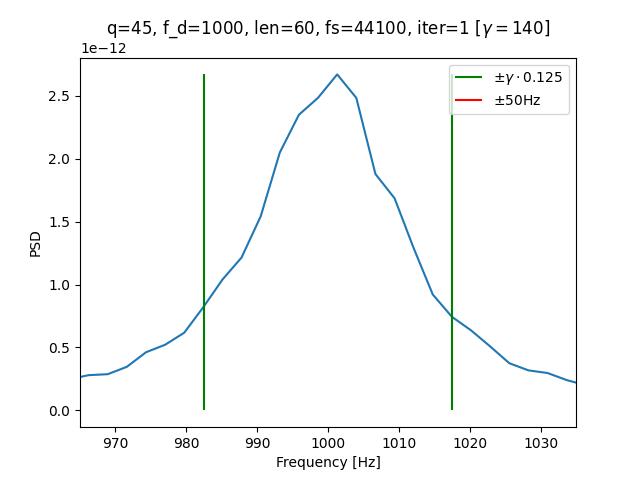 q=45, f_d=1000, len=60, fs=44100, iter=1 [γ = 140]
1e−12
±γ · 0.125
±50Hz
2.5
2.0
1.5
1.0
0.5
0.0
PSD
970 980 990 1000 1010 1020 1030
Frequency [Hz]